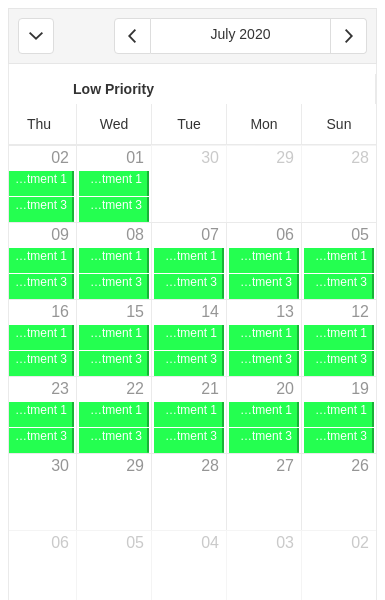 July 2020
Low Priority
Thu Wed Tue Mon Sun
02 01 30 29 28
…tment 1 …tment 1
…tment 3 …tment 3
09 08 07 06 05
…tment 1 …tment 1 …tment 1 …tment 1 …tment 1
…tment 3 …tment 3 …tment 3 …tment 3 …tment 3
16 15 14 13 12
…tment 1 …tment 1 …tment 1 …tment 1 …tment 1
…tment 3 …tment 3 …tment 3 …tment 3 …tment 3
23 22 21 20 19
…tment 1 …tment 1 …tment 1 …tment 1 …tment 1
…tment 3 …tment 3 …tment 3 …tment 3 …tment 3
30 29 28 27 26
06 05 04 03 02